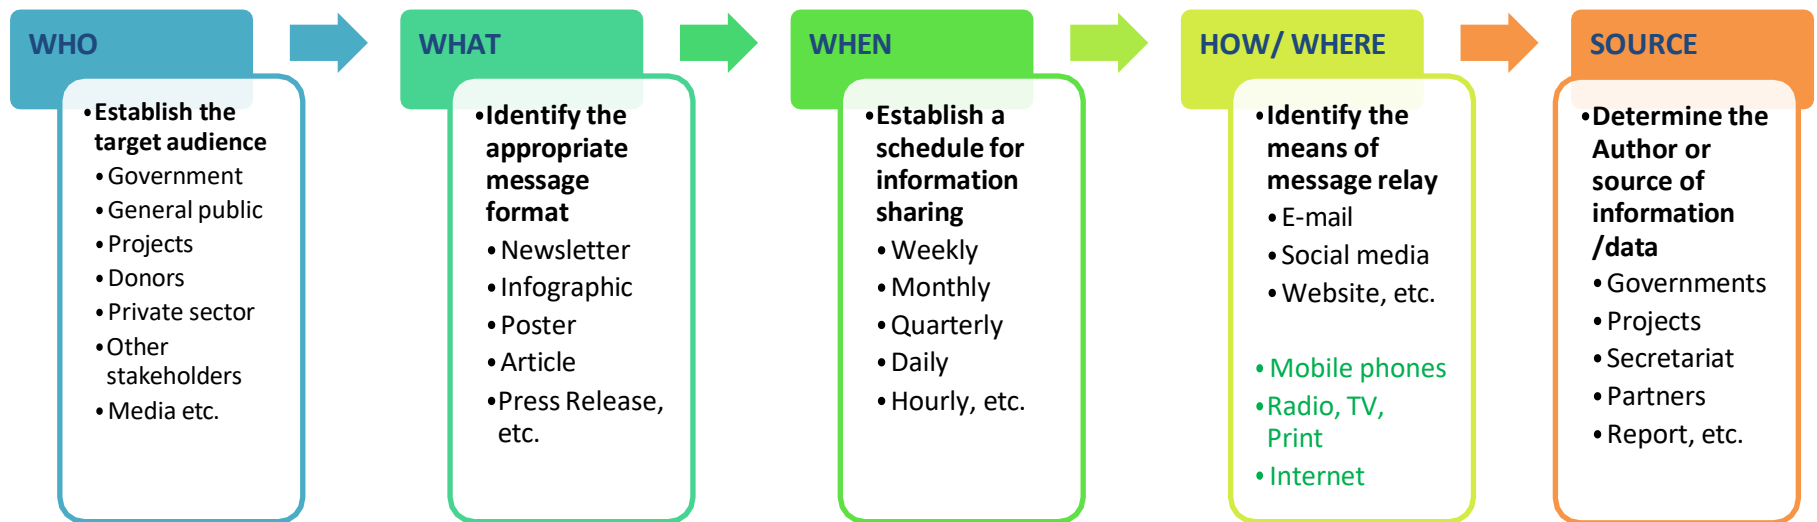 WHO
• Establish the
target audience
• Government
• General public
• Projects
• Donors
• Private sector
• Other
stakeholders
• Media etc.
WHAT
• Identify the
appropriate
message
format
• Newsletter
• Infographic
• Poster
• Article
• Press Release,
etc.
WHEN
• Establish a
schedule for
information
sharing
• Weekly
• Monthly
• Quarterly
• Daily
• Hourly, etc.
HOW/ WHERE
• Identify the
means of
message relay
• E-mail
• Social media
• Website, etc.
• Mobile phones
• Radio, TV,
Print
• Internet
SOURCE
• Determine the
Author or
source of
information
/data
• Governments
• Projects
• Secretariat
• Partners
• Report, etc.